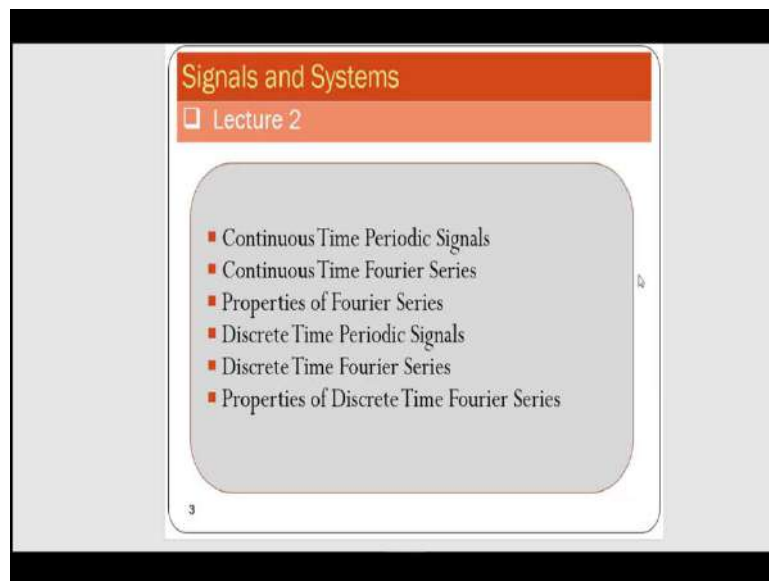 Signals and Systems
Lecture 2
Continuous Time Periodic Signals
Continuous Time Fourier Series
Properties of Fourier Series
Discrete Time Periodic Signals
Discrete Time Fourier Series
Properties of Discrete Time Fourier Series
3